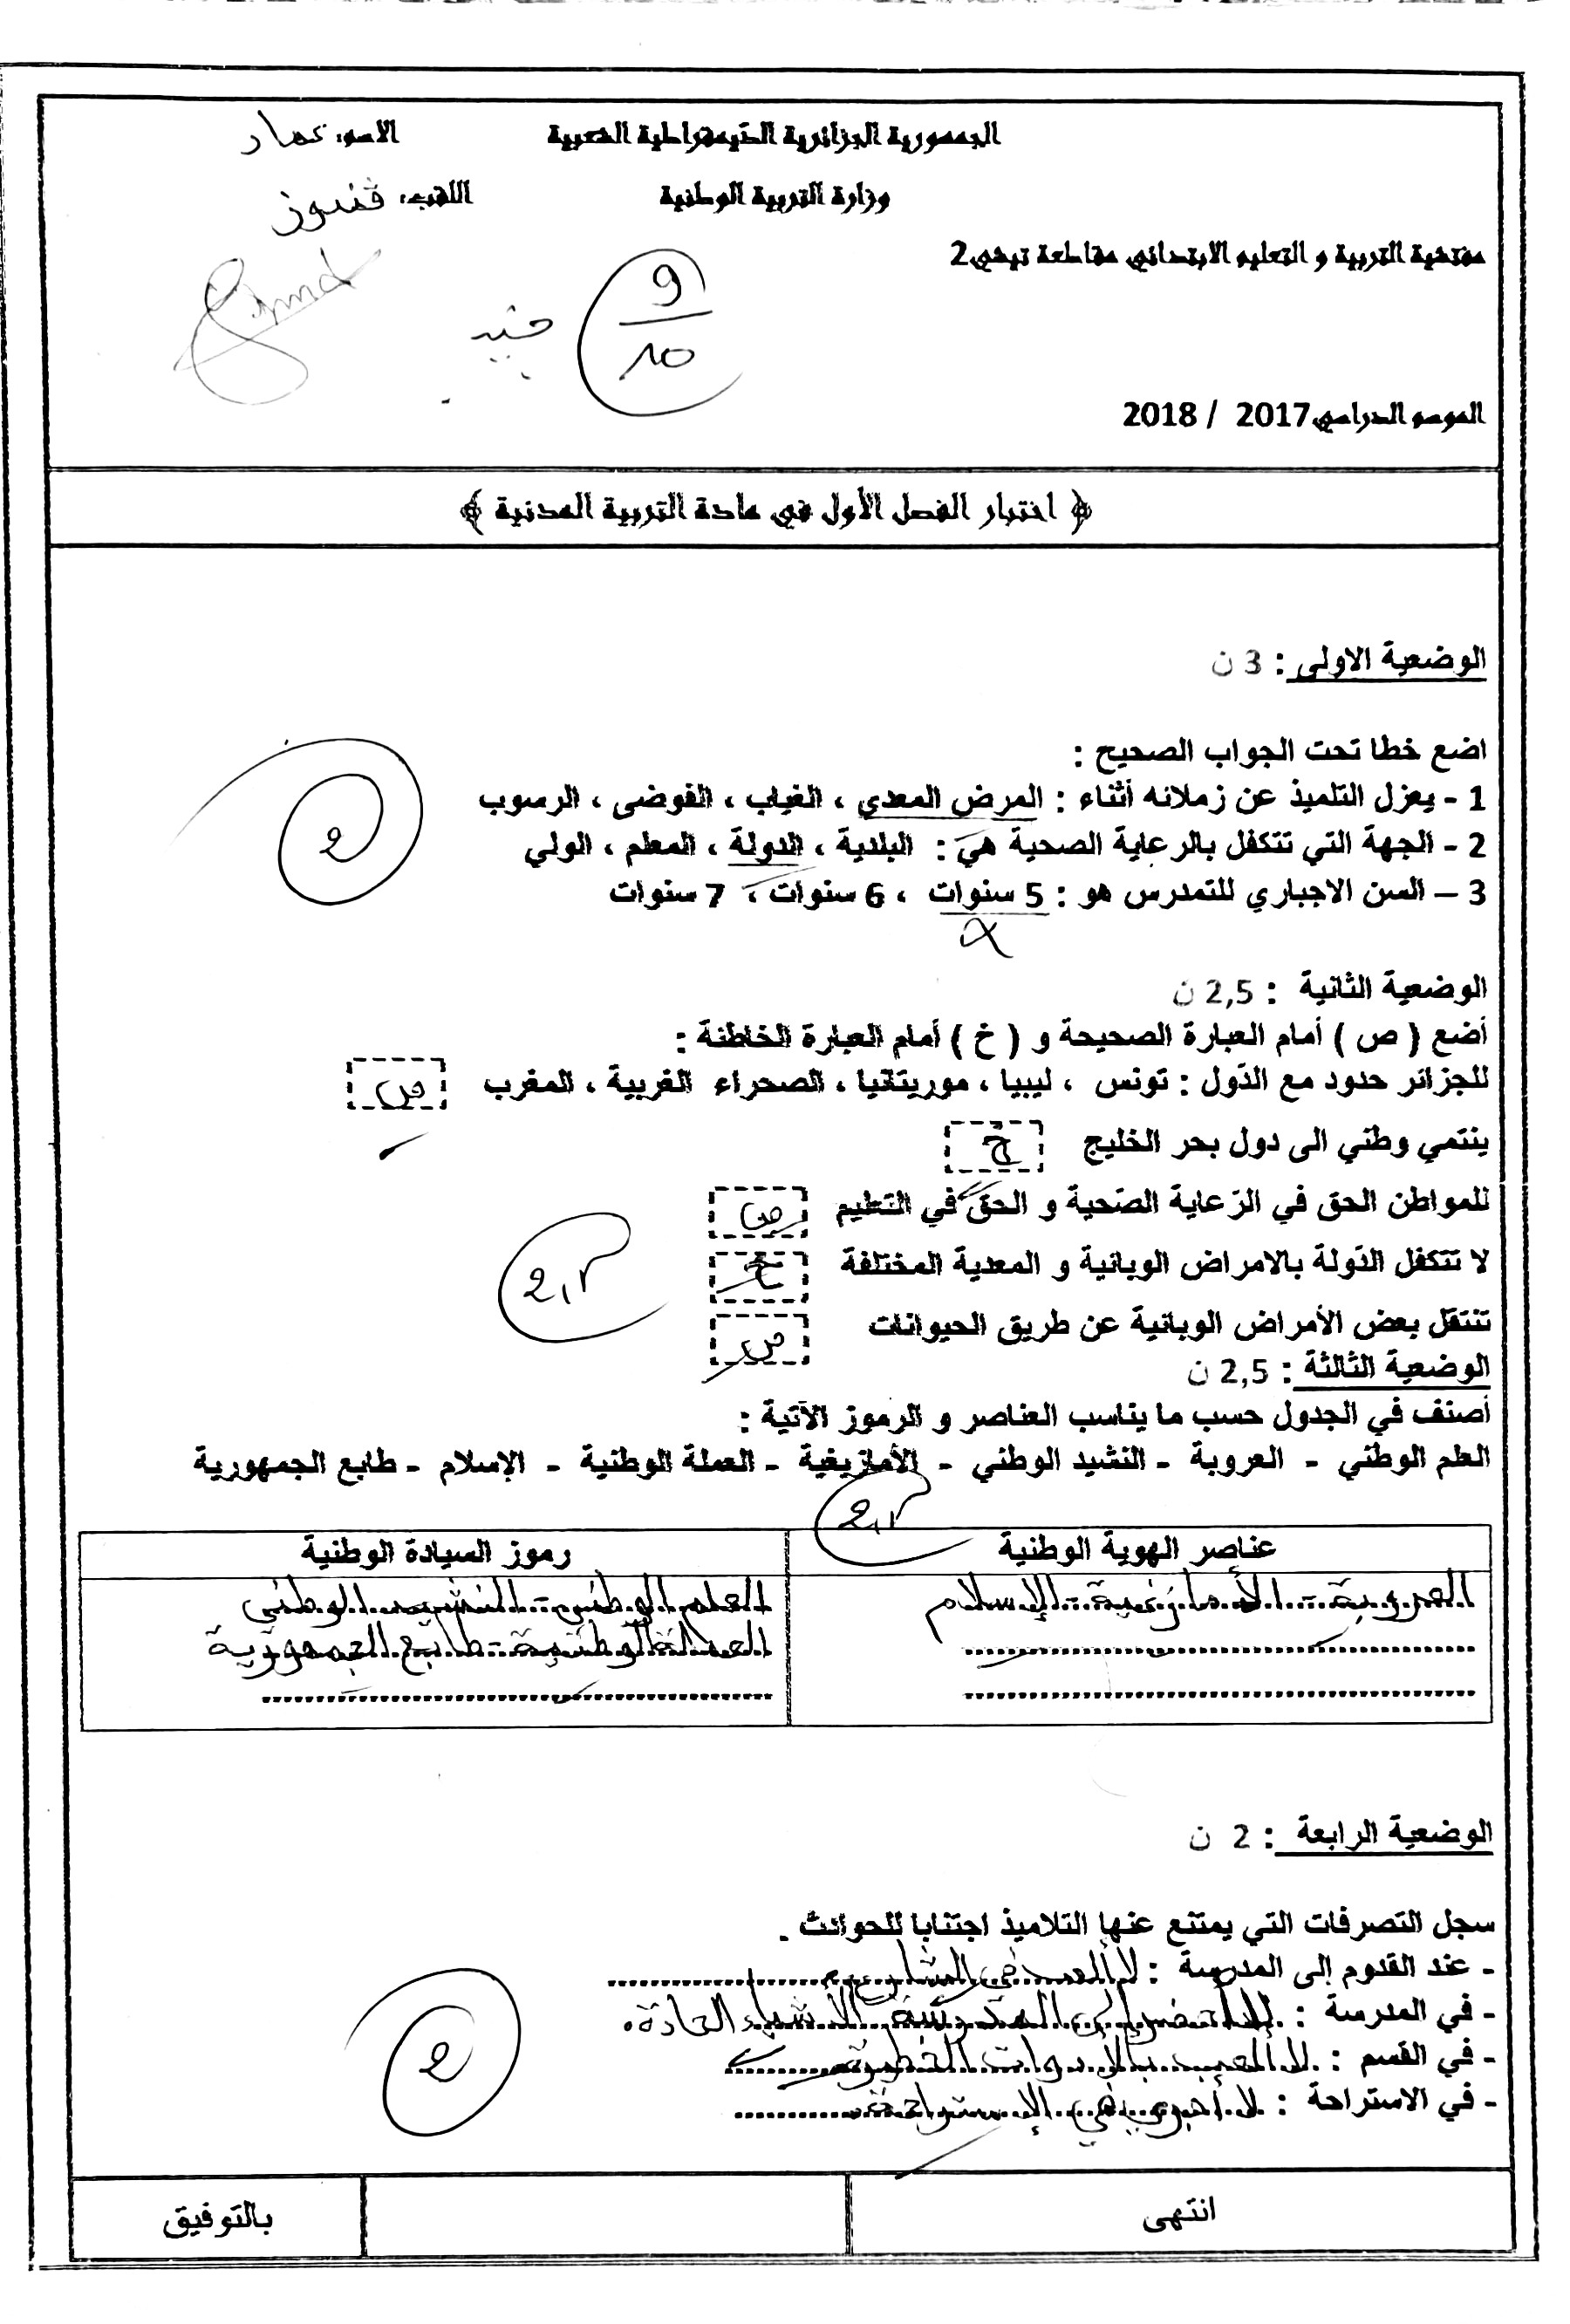 الجمهورية الجزائرية الديمقراطية الشعبية
الاسم: عماد
وزارة التربية الوطنية
اللقب: قندوز
مفتشية التربية و التعليم الابتدائي مقاطعة تيشي2
9/10
جيد
الموسم الدراسي 2017 / 2018
﴿ اختبار الفصل الأول في مادة التربية المدنية ﴾
الوضعية الاولى : 3 ن
اضع خطا تحت الجواب الصحيح :
1 - يعزل التلميذ عن زملائه أثناء : المرض المعدي ، الغياب ، الفوضى ، الرسوب
2 - الجهة التي تتكفل بالرعاية الصحية هي : البلدية ، الدولة ، المعلم ، الولي
3 – السن الاجباري للتمدرس هو : 5 سنوات ، 6 سنوات ، 7 سنوات
2
الوضعية الثانية : 2,5 ن
أضع ( ص ) أمام العبارة الصحيحة و ( خ ) أمام العبارة الخاطئة :
للجزائر حدود مع الدّول : تونس ، ليبيا ، موريتانيا ، الصحراء الغربية ، المغرب ص
ينتمي وطني الى دول بحر الخليج خ
للمواطن الحق في الرّعاية الصّحية و الحق في التعليم ص
لا تتكفل الدّولة بالامراض الوبائية و المعدية المختلفة خ
2,5
تنتقل بعض الأمراض الوبائية عن طريق الحيوانات ص
الوضعية الثالثة : 2,5 ن
أصنف في الجدول حسب ما يناسب العناصر و الرموز الآتية :
العلم الوطني - العروبة - النشيد الوطني - الأمازيغية - العملة الوطنية - الإسلام - طابع الجمهورية
2,5
عناصر الهوية الوطنية
رموز السيادة الوطنية
العروبة - الأمازيغية - الإسلام
العلم الوطني - النشيد الوطني
العملة الوطنية - طابع الجمهورية
الوضعية الرابعة : 2 ن
سجل التصرفات التي يمتنع عنها التلاميذ اجتنابا للحوادث .
- عند القدوم إلى المدرسة : لا ألعب في الشارع
- في المدرسة : لا أحضر إلى المدرسة الأشياء الحادة.
- في القسم : لا ألعب بالأدوات الخطيرة
- في الاستراحة : لا أجري في الإستراحة
2
انتهى
بالتوفيق